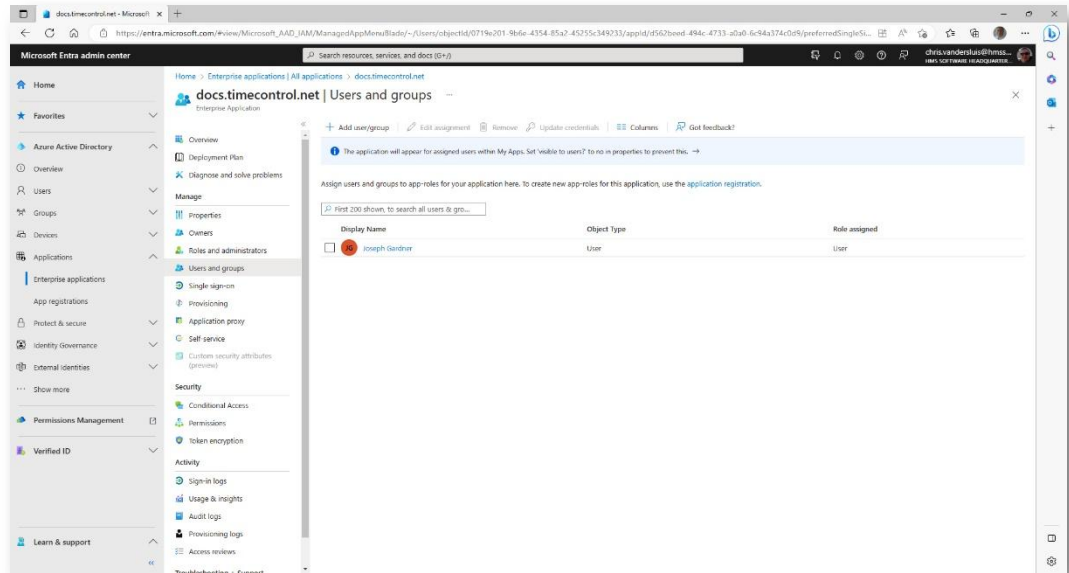 docs.timecontrol.net - Microsoft
https://entra.microsoft.com/#view/Microsoft_AAD_IAM/ManagedAppMenuBlade/~/Users/objectId/0719e201-9b6e-4354-85a2-45255c349233/appId/d562beed-494c-4733-a0a0-6c94a374c0d9/preferredSingleSi...
Microsoft Entra admin center
Search resources, services, and docs (G+/)
chris.vandersluis@hmss...
HMS SOFTWARE HEADQUARTER...
Home
Favorites
Azure Active Directory
Overview
Users
Groups
Devices
Applications
Enterprise applications
App registrations
Protect & secure
Identity Governance
External Identities
Show more
Permissions Management
Verified ID
Learn & support
Home > Enterprise applications | All applications > docs.timecontrol.net
docs.timecontrol.net | Users and groups
Enterprise Application
Overview
Deployment Plan
Diagnose and solve problems
Manage
Properties
Owners
Roles and administrators
Users and groups
Single sign-on
Provisioning
Application proxy
Self-service
Custom security attributes
(preview)
Security
Conditional Access
Permissions
Token encryption
Activity
Sign-in logs
Usage & insights
Audit logs
Provisioning logs
Access reviews
Troubleshooting + Support
Add user/group Edit assignment Remove Update credentials Columns Got feedback?
The application will appear for assigned users within My Apps. Set 'visible to users?' to no in properties to prevent this. →
Assign users and groups to app-roles for your application here. To create new app-roles for this application, use the application registration.
First 200 shown, to search all users & gro...
Display Name Object Type Role assigned
JG Joseph Gardner User User